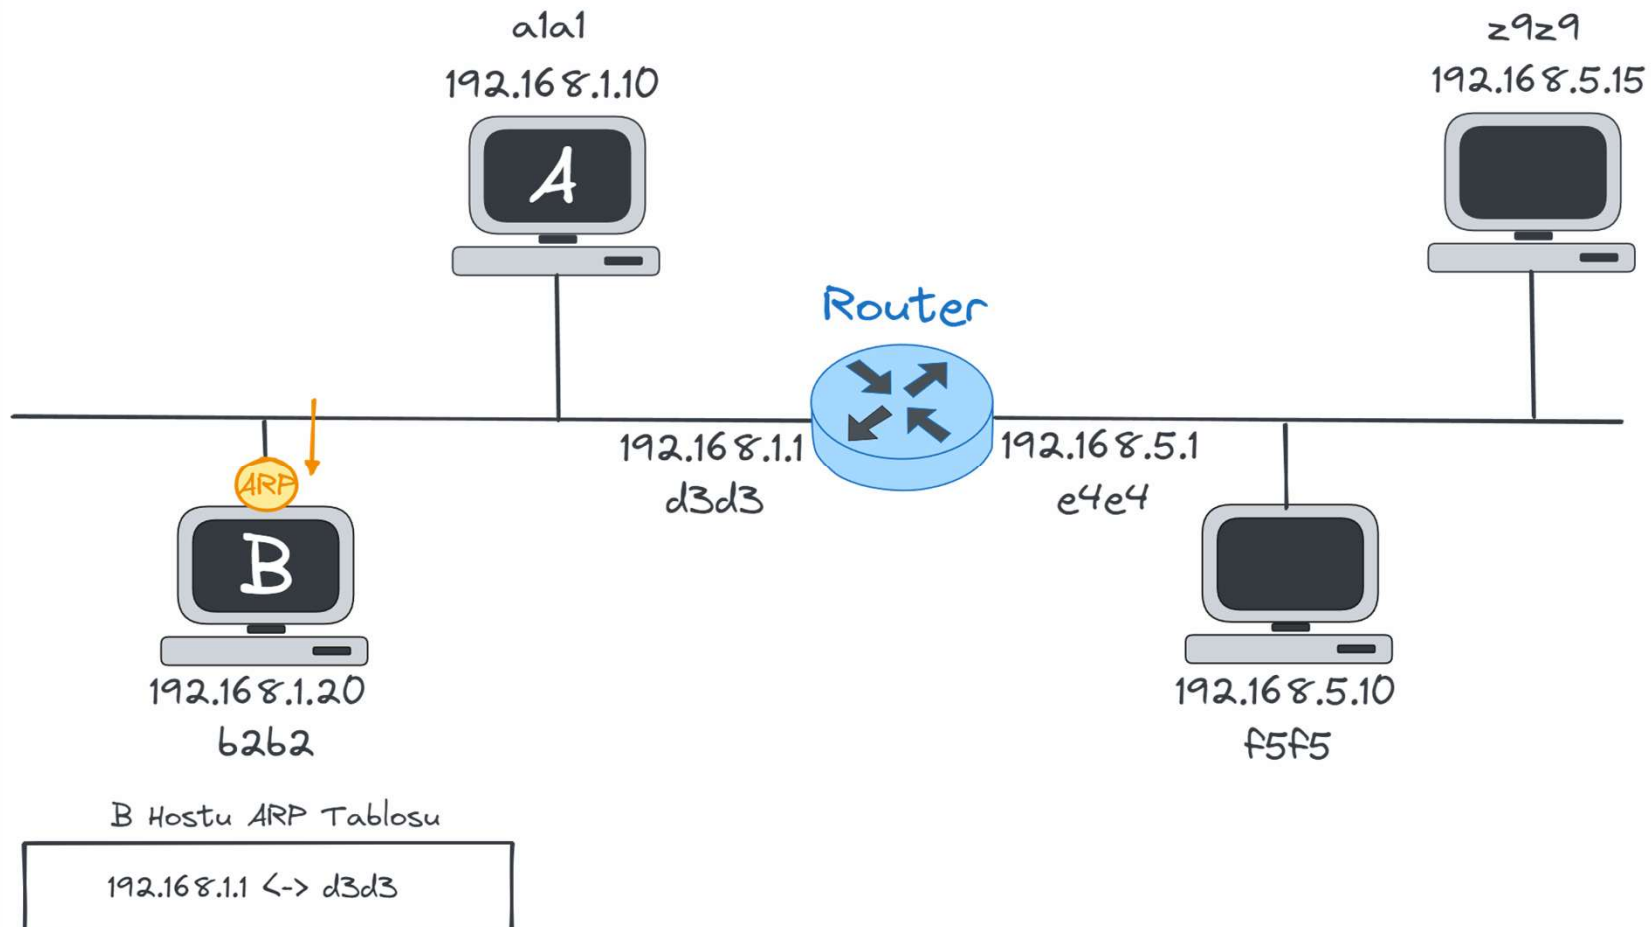 a1a1
192.168.1.10
A
z9z9
192.168.5.15
Router
192.168.1.1
d3d3
192.168.5.1
e4e4
ARP
B
192.168.1.20
b2b2
192.168.5.10
f5f5
B Hostu ARP Tablosu
192.168.1.1 <-> d3d3